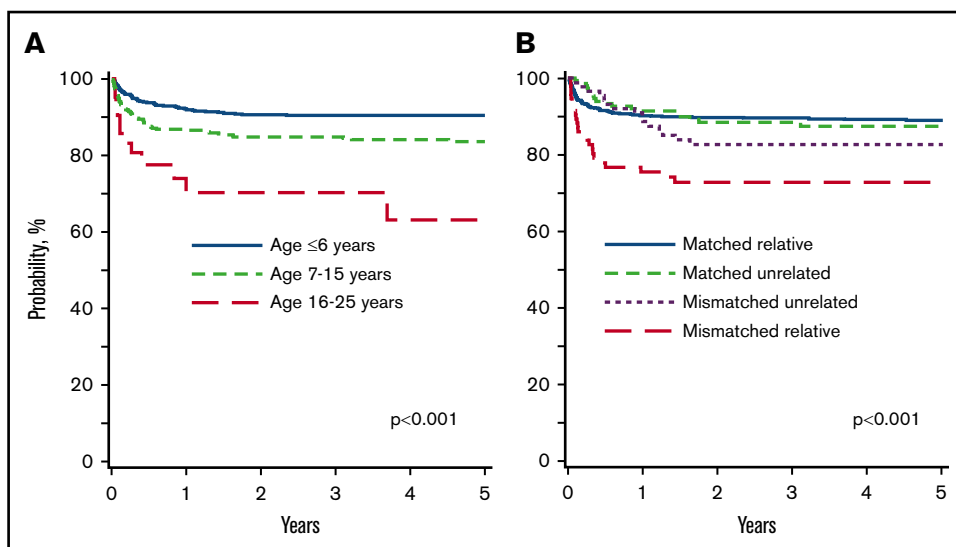 A
100
80
60
40
20
0
Probability, %
Age ≤6 years
Age 7-15 years
Age 16-25 years
p<0.001
0 1 2 3 4 5
Years
B
100
80
60
40
20
0
Matched relative
Matched unrelated
Mismatched unrelated
Mismatched relative
p<0.001
0 1 2 3 4 5
Years